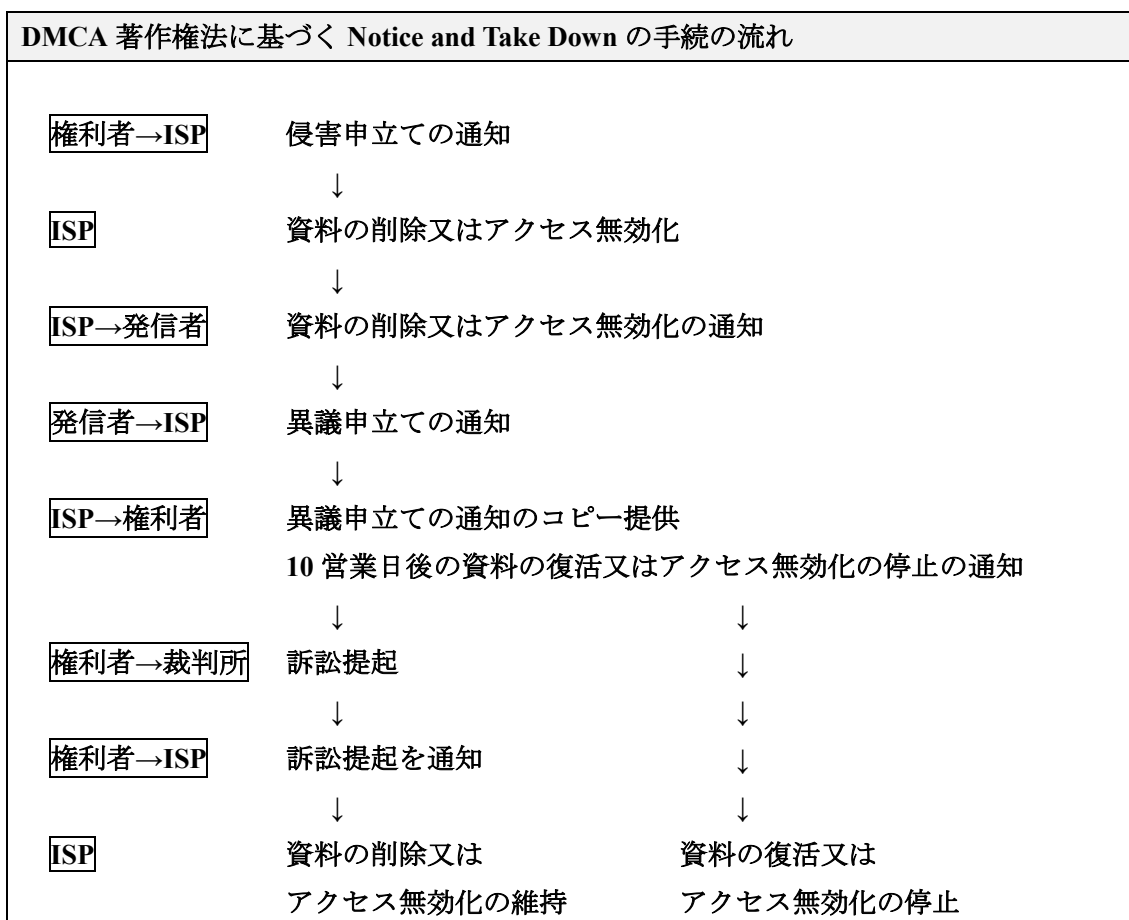 DMCA 著作権法に基づく Notice and Take Down の手続の流れ
権利者→ISP 侵害申立ての通知
↓
ISP 資料の削除又はアクセス無効化
↓
ISP→発信者 資料の削除又はアクセス無効化の通知
↓
発信者→ISP 異議申立ての通知
↓
ISP→権利者 異議申立ての通知のコピー提供
10 営業日後の資料の復活又はアクセス無効化の停止の通知
↓ ↓
権利者→裁判所 訴訟提起 ↓
↓ ↓
権利者→ISP 訴訟提起を通知 ↓
↓ ↓
ISP 資料の削除又は 資料の復活又は
アクセス無効化の維持 アクセス無効化の停止